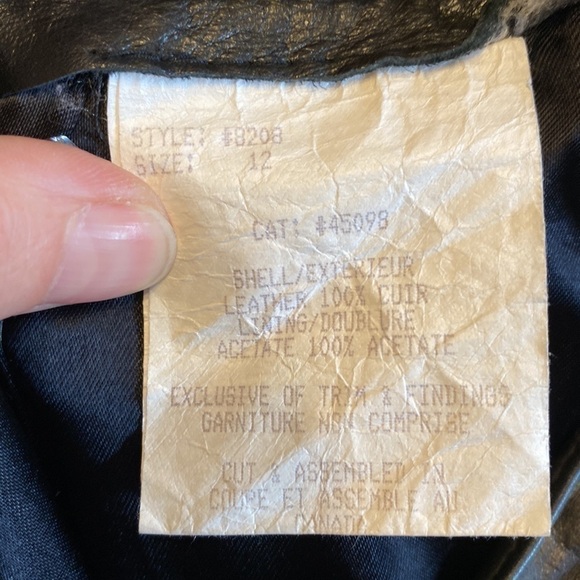 STYLE: #8208
SIZE: 12
CAT: #45098
SHELL/EXTERIEUR
LEATHER 100% CUIR
LINING/DOUBLURE
ACETATE 100% ACETATE
EXCLUSIVE OF TRIM & FINDINGS
GARNITURE NON COMPRISE
CUT & ASSEMBLED IN
COUPE ET ASSEMBLE AU
CANADA